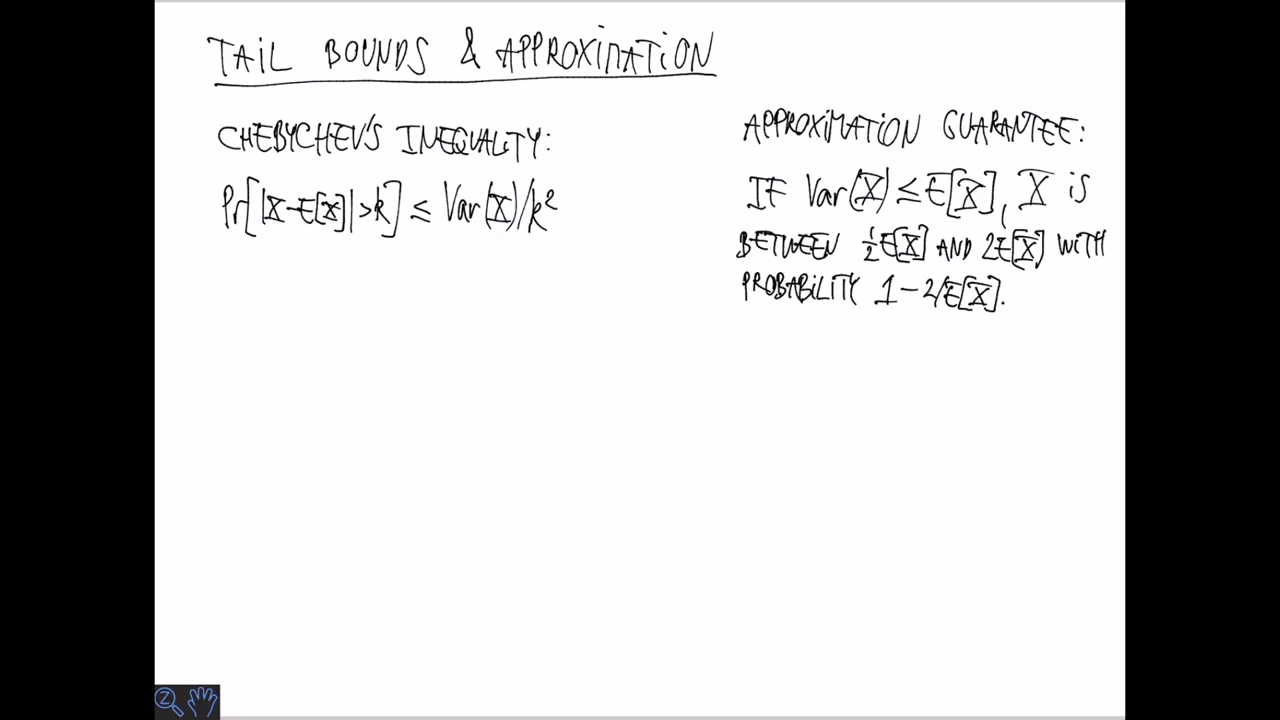 TAIL BOUNDS & APPROXIMATION
CHEBYCHEV'S INEQUALITY:
Pr[|X-E[X]|>k] ≤ Var(X)/k²
APPROXIMATION GUARANTEE:
IF Var(X) ≤ E[X], X is
BETWEEN ½E[X] AND 2E[X] WITH
PROBABILITY 1-2/E[X].
Z